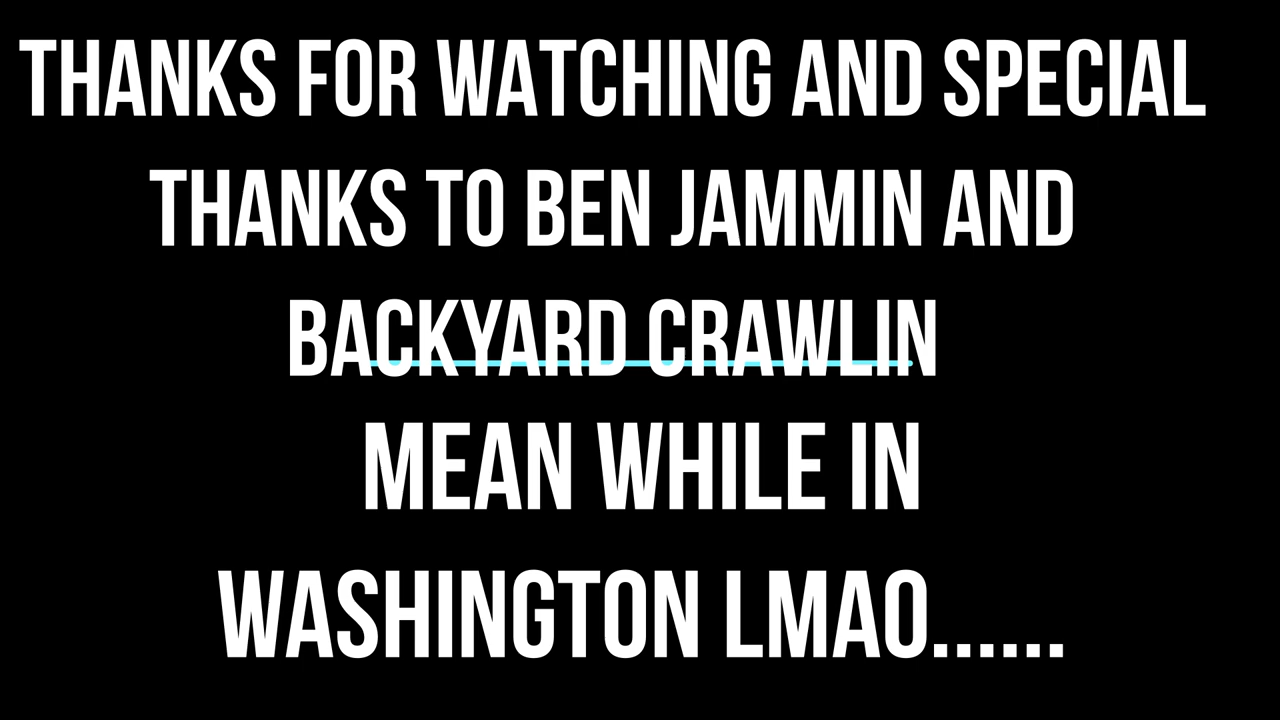 THANKS FOR WATCHING AND SPECIAL
THANKS TO BEN JAMMIN AND
BACKYARD CRAWLIN
MEAN WHILE IN
WASHINGTON LMAO......